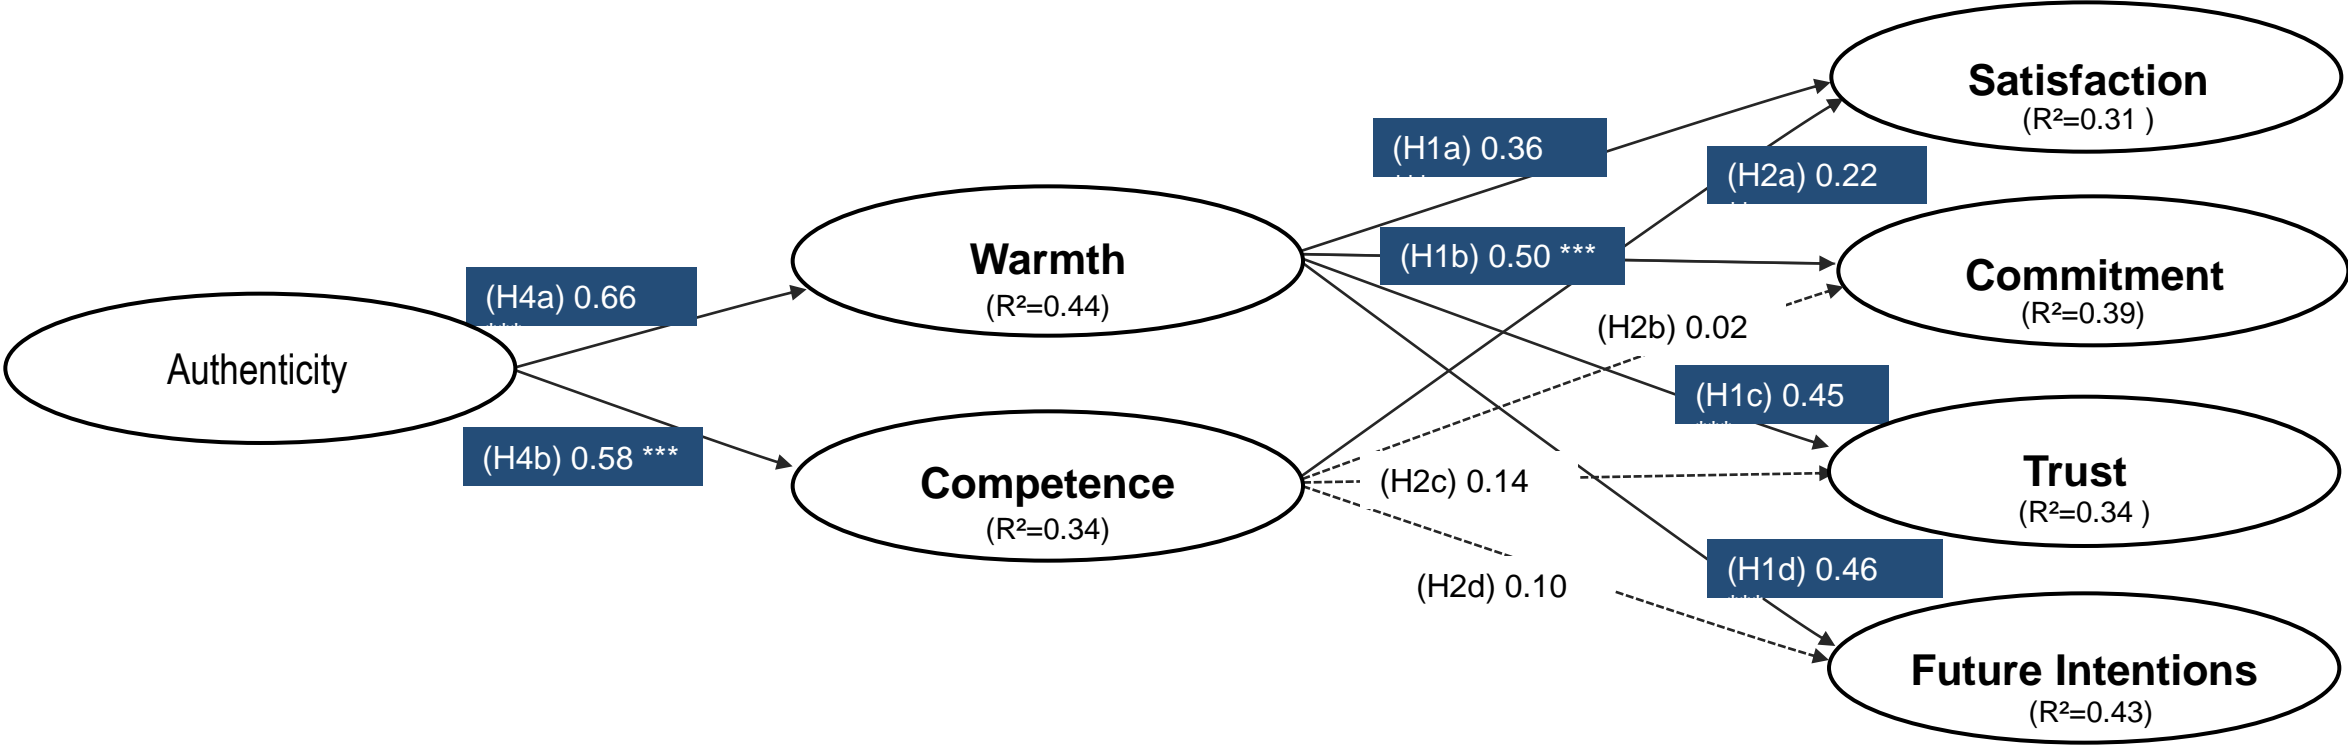 Satisfaction
(R²=0.31 )
(H1a) 0.36
(H2a) 0.22
Warmth
(R²=0.44)
(H1b) 0.50 ***
Commitment
(R²=0.39)
(H4a) 0.66
(H2b) 0.02
Authenticity
(H1c) 0.45
(H4b) 0.58 ***
Competence
(R²=0.34)
(H2c) 0.14
Trust
(R²=0.34 )
(H2d) 0.10
(H1d) 0.46
Future Intentions
(R²=0.43)